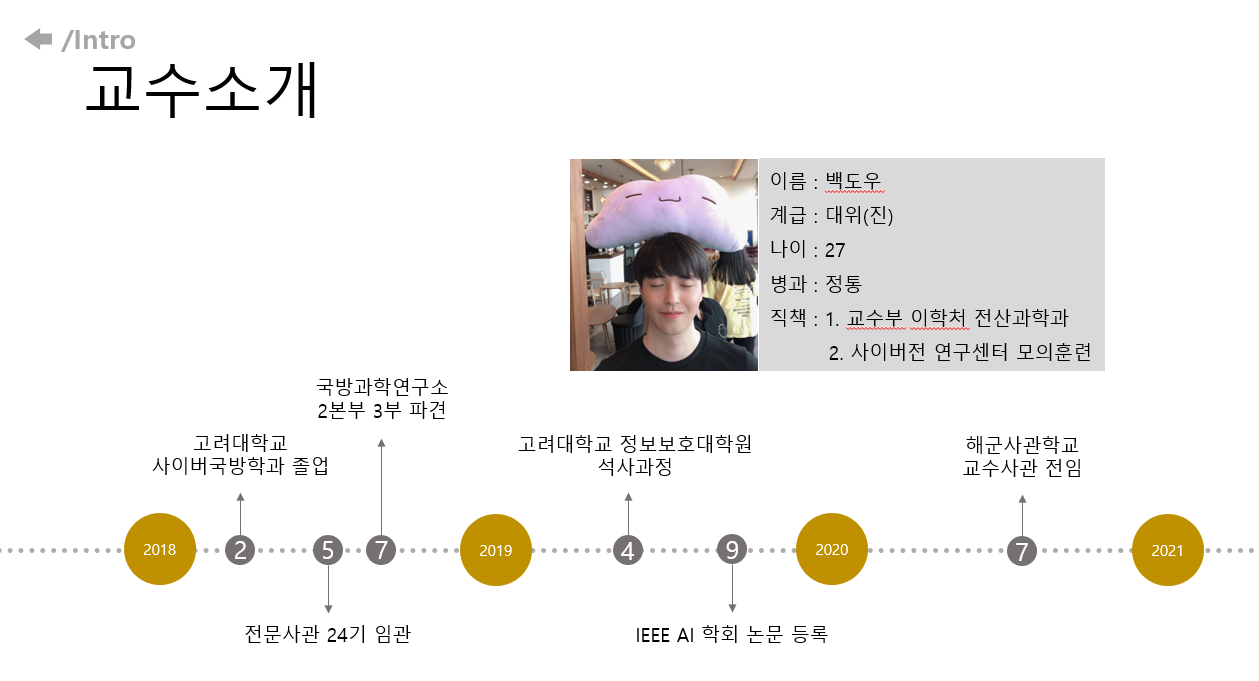 /Intro
교수소개
이름 : 백도우
계급 : 대위(진)
나이 : 27
병과 : 정통
직책 : 1. 교수부 이학처 전산과학과
2. 사이버전 연구센터 모의훈련
국방과학연구소
2본부 3부 파견
고려대학교
사이버국방학과 졸업
고려대학교 정보보호대학원
석사과정
해군사관학교
교수사관 전임
2018
2
5
7
2019
4
9
2020
7
2021
전문사관 24기 임관
IEEE AI 학회 논문 등록